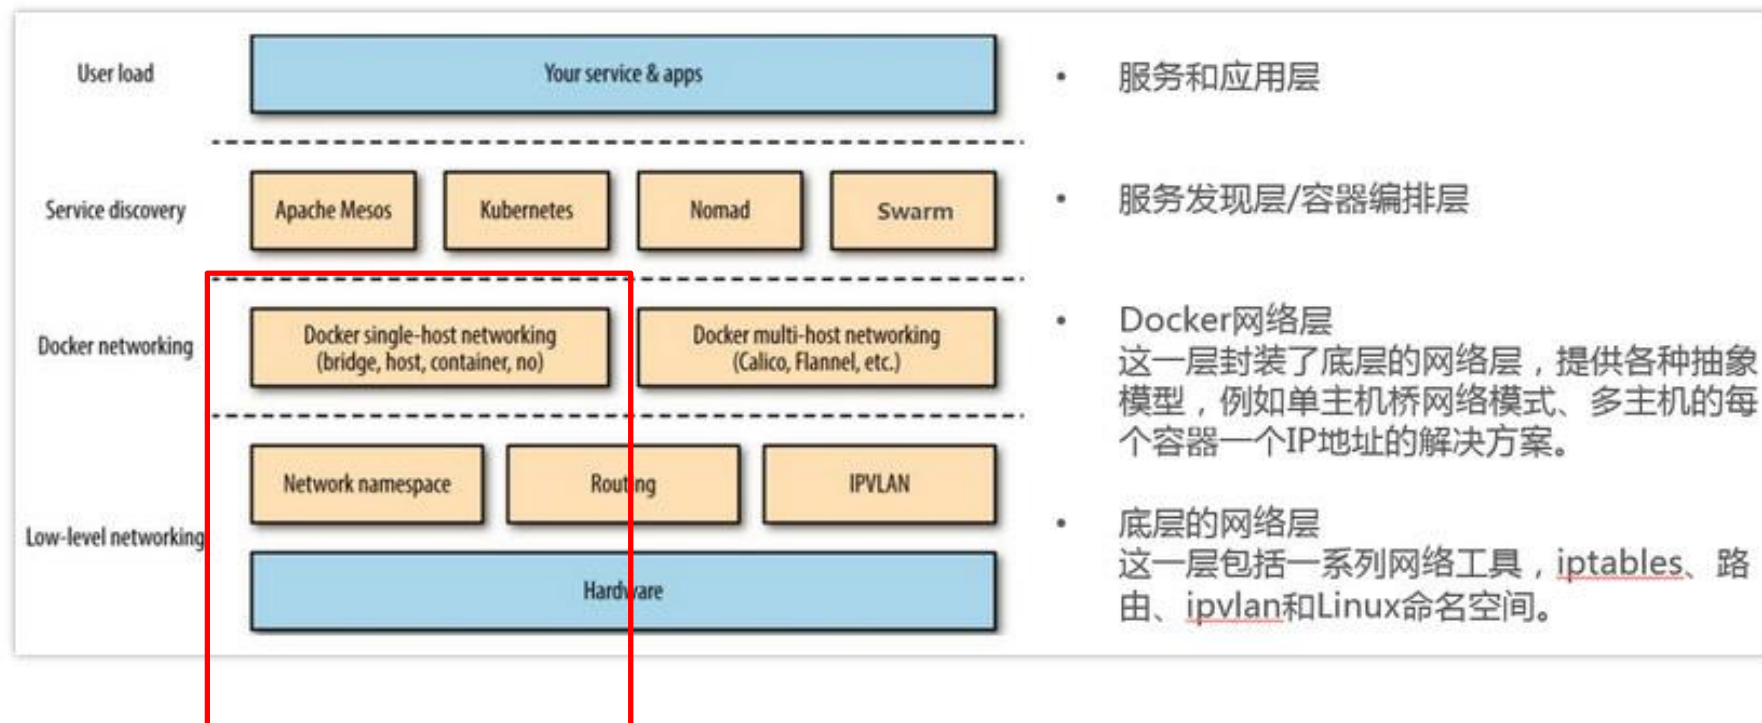 User load
Your service & apps
• 服务和应用层
Service discovery
Apache Mesos
Kubernetes
Nomad
Swarm
• 服务发现层/容器编排层
Docker networking
Docker single-host networking
(bridge, host, container, no)
Docker multi-host networking
(Calico, Flannel, etc.)
• Docker网络层
这一层封装了底层的网络层，提供各种抽象
模型，例如单主机桥网络模式、多主机的每
个容器一个IP地址的解决方案。
Low-level networking
Network namespace
Routing
IPVLAN
Hardware
• 底层的网络层
这一层包括一系列网络工具，iptables、路
由、ipvlan和Linux命名空间。